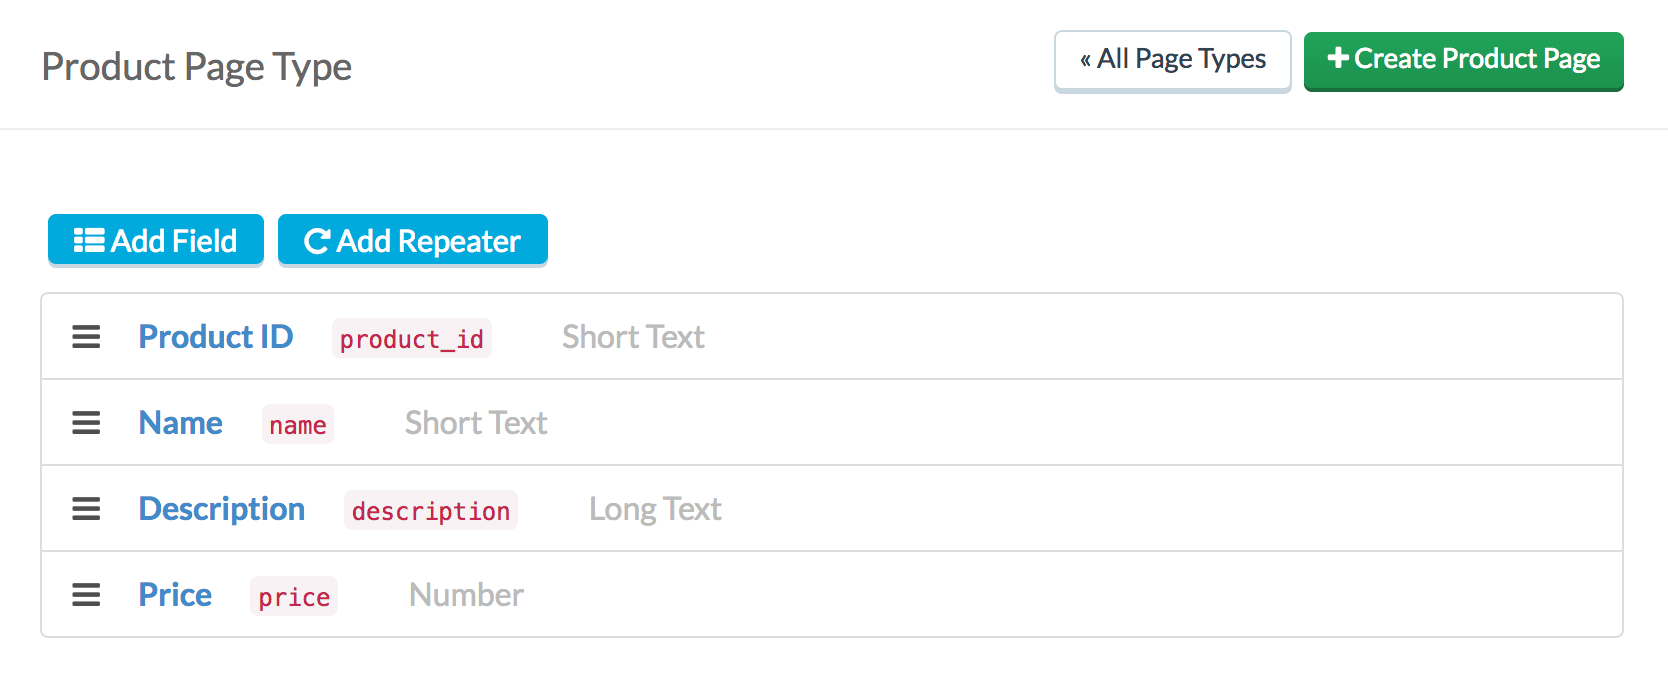 Product Page Type
« All Page Types
Create Product Page
Add Field
Add Repeater
Product ID product_id Short Text
Name name Short Text
Description description Long Text
Price price Number